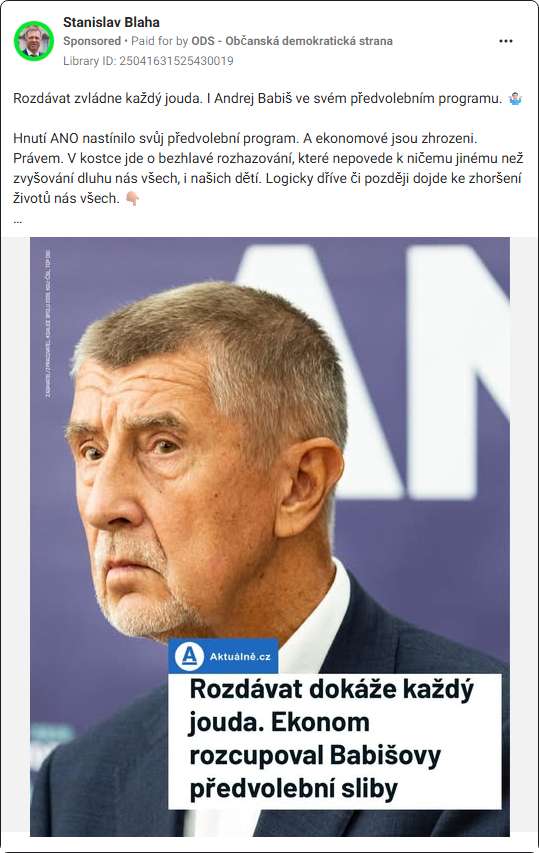 Stanislav Blaha
Sponsored • Paid for by ODS - Občanská demokratická strana
Library ID: 25041631525430019
Rozdávat zvládne každý jouda. I Andrej Babiš ve svém předvolebním programu. 🤷🏻‍♂️
Hnutí ANO nastínilo svůj předvolební program. A ekonomové jsou zhrozeni.
Právem. V kostce jde o bezhlavé rozhazování, které nepovede k ničemu jinému než
zvyšování dluhu nás všech, i našich dětí. Logicky dříve či později dojde ke zhoršení
životů nás všech. 👇🏻
...
AN
Aktuálně.cz
Rozdávat dokáže každý
jouda. Ekonom
rozcupoval Babišovy
předvolební sliby